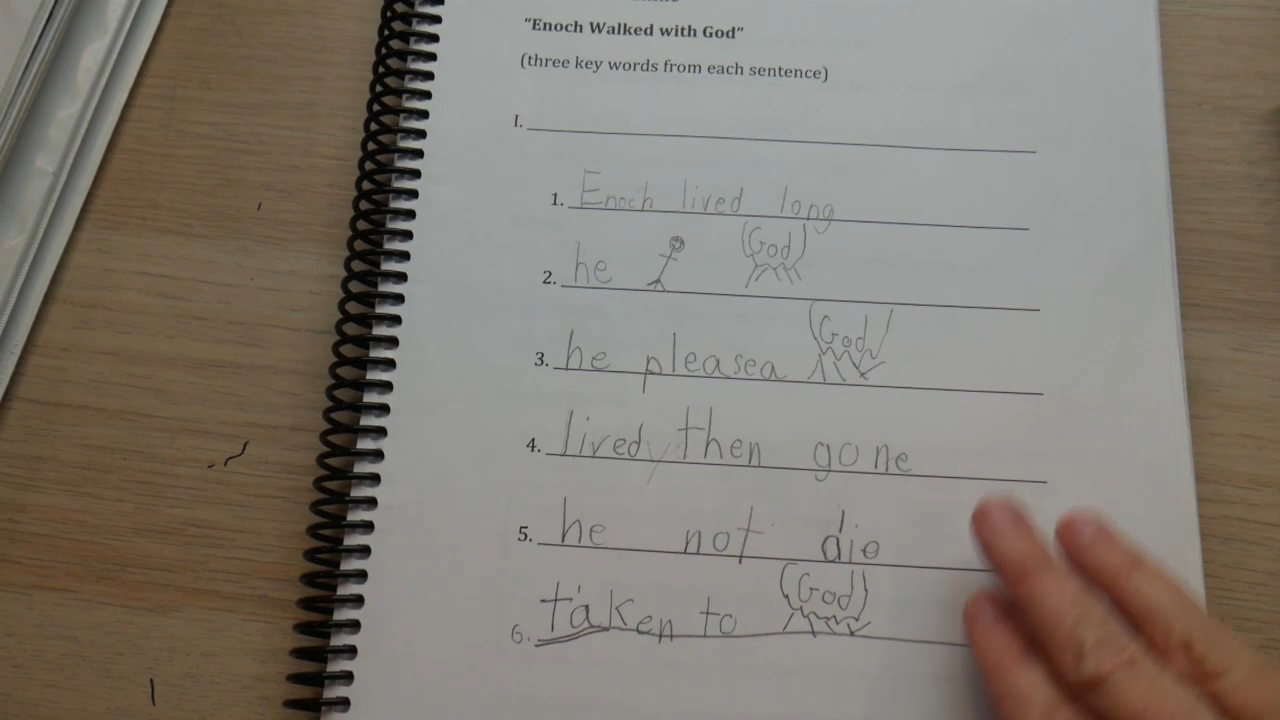 "Enoch Walked with God"
(three key words from each sentence)
I.
1. Enoch lived long
2. he (God)
3. he pleasea (God)
4. lived, then gone
5. he not die
6. taken to (God)